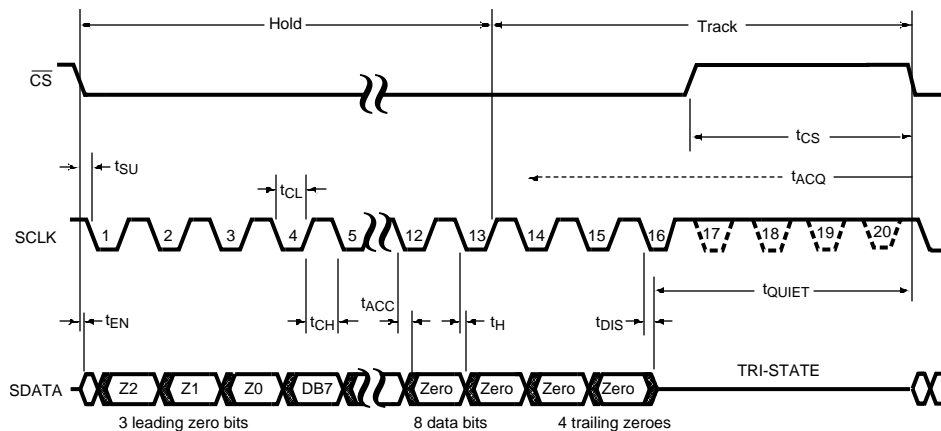 Hold
Track
CS
tCS
tSU
tCL
tACQ
SCLK
1 2 3 4 5 12 13 14 15 16 17 18 19 20
tACC
tQUIET
tEN
tCH
tH
tDIS
TRI-STATE
SDATA
Z2 Z1 Z0 DB7 Zero Zero Zero Zero
3 leading zero bits
8 data bits
4 trailing zeroes